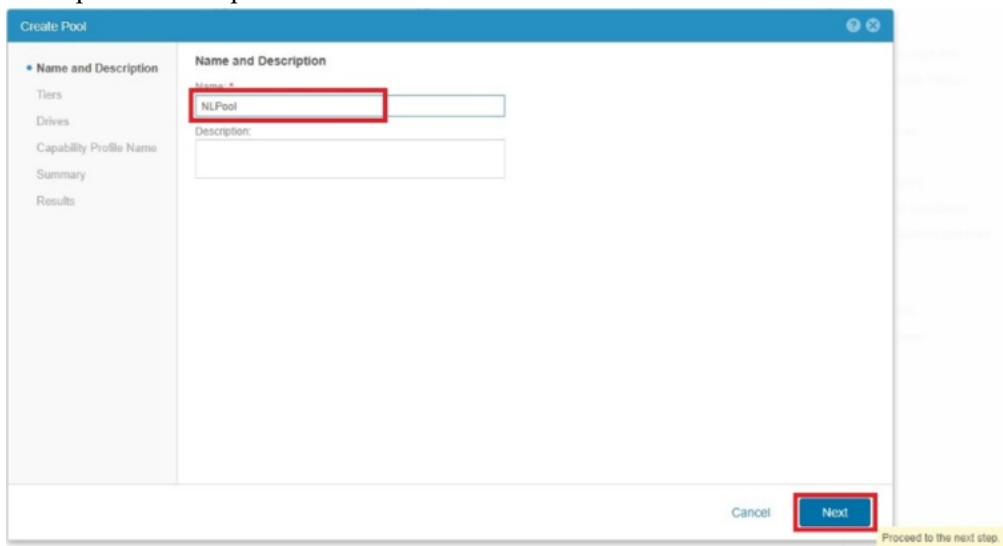 Create Pool
Name and Description
Tiers
Drives
Capability Profile Name
Summary
Results
Name and Description
Name: *
NLPool
Description:
Cancel
Next
Proceed to the next step.